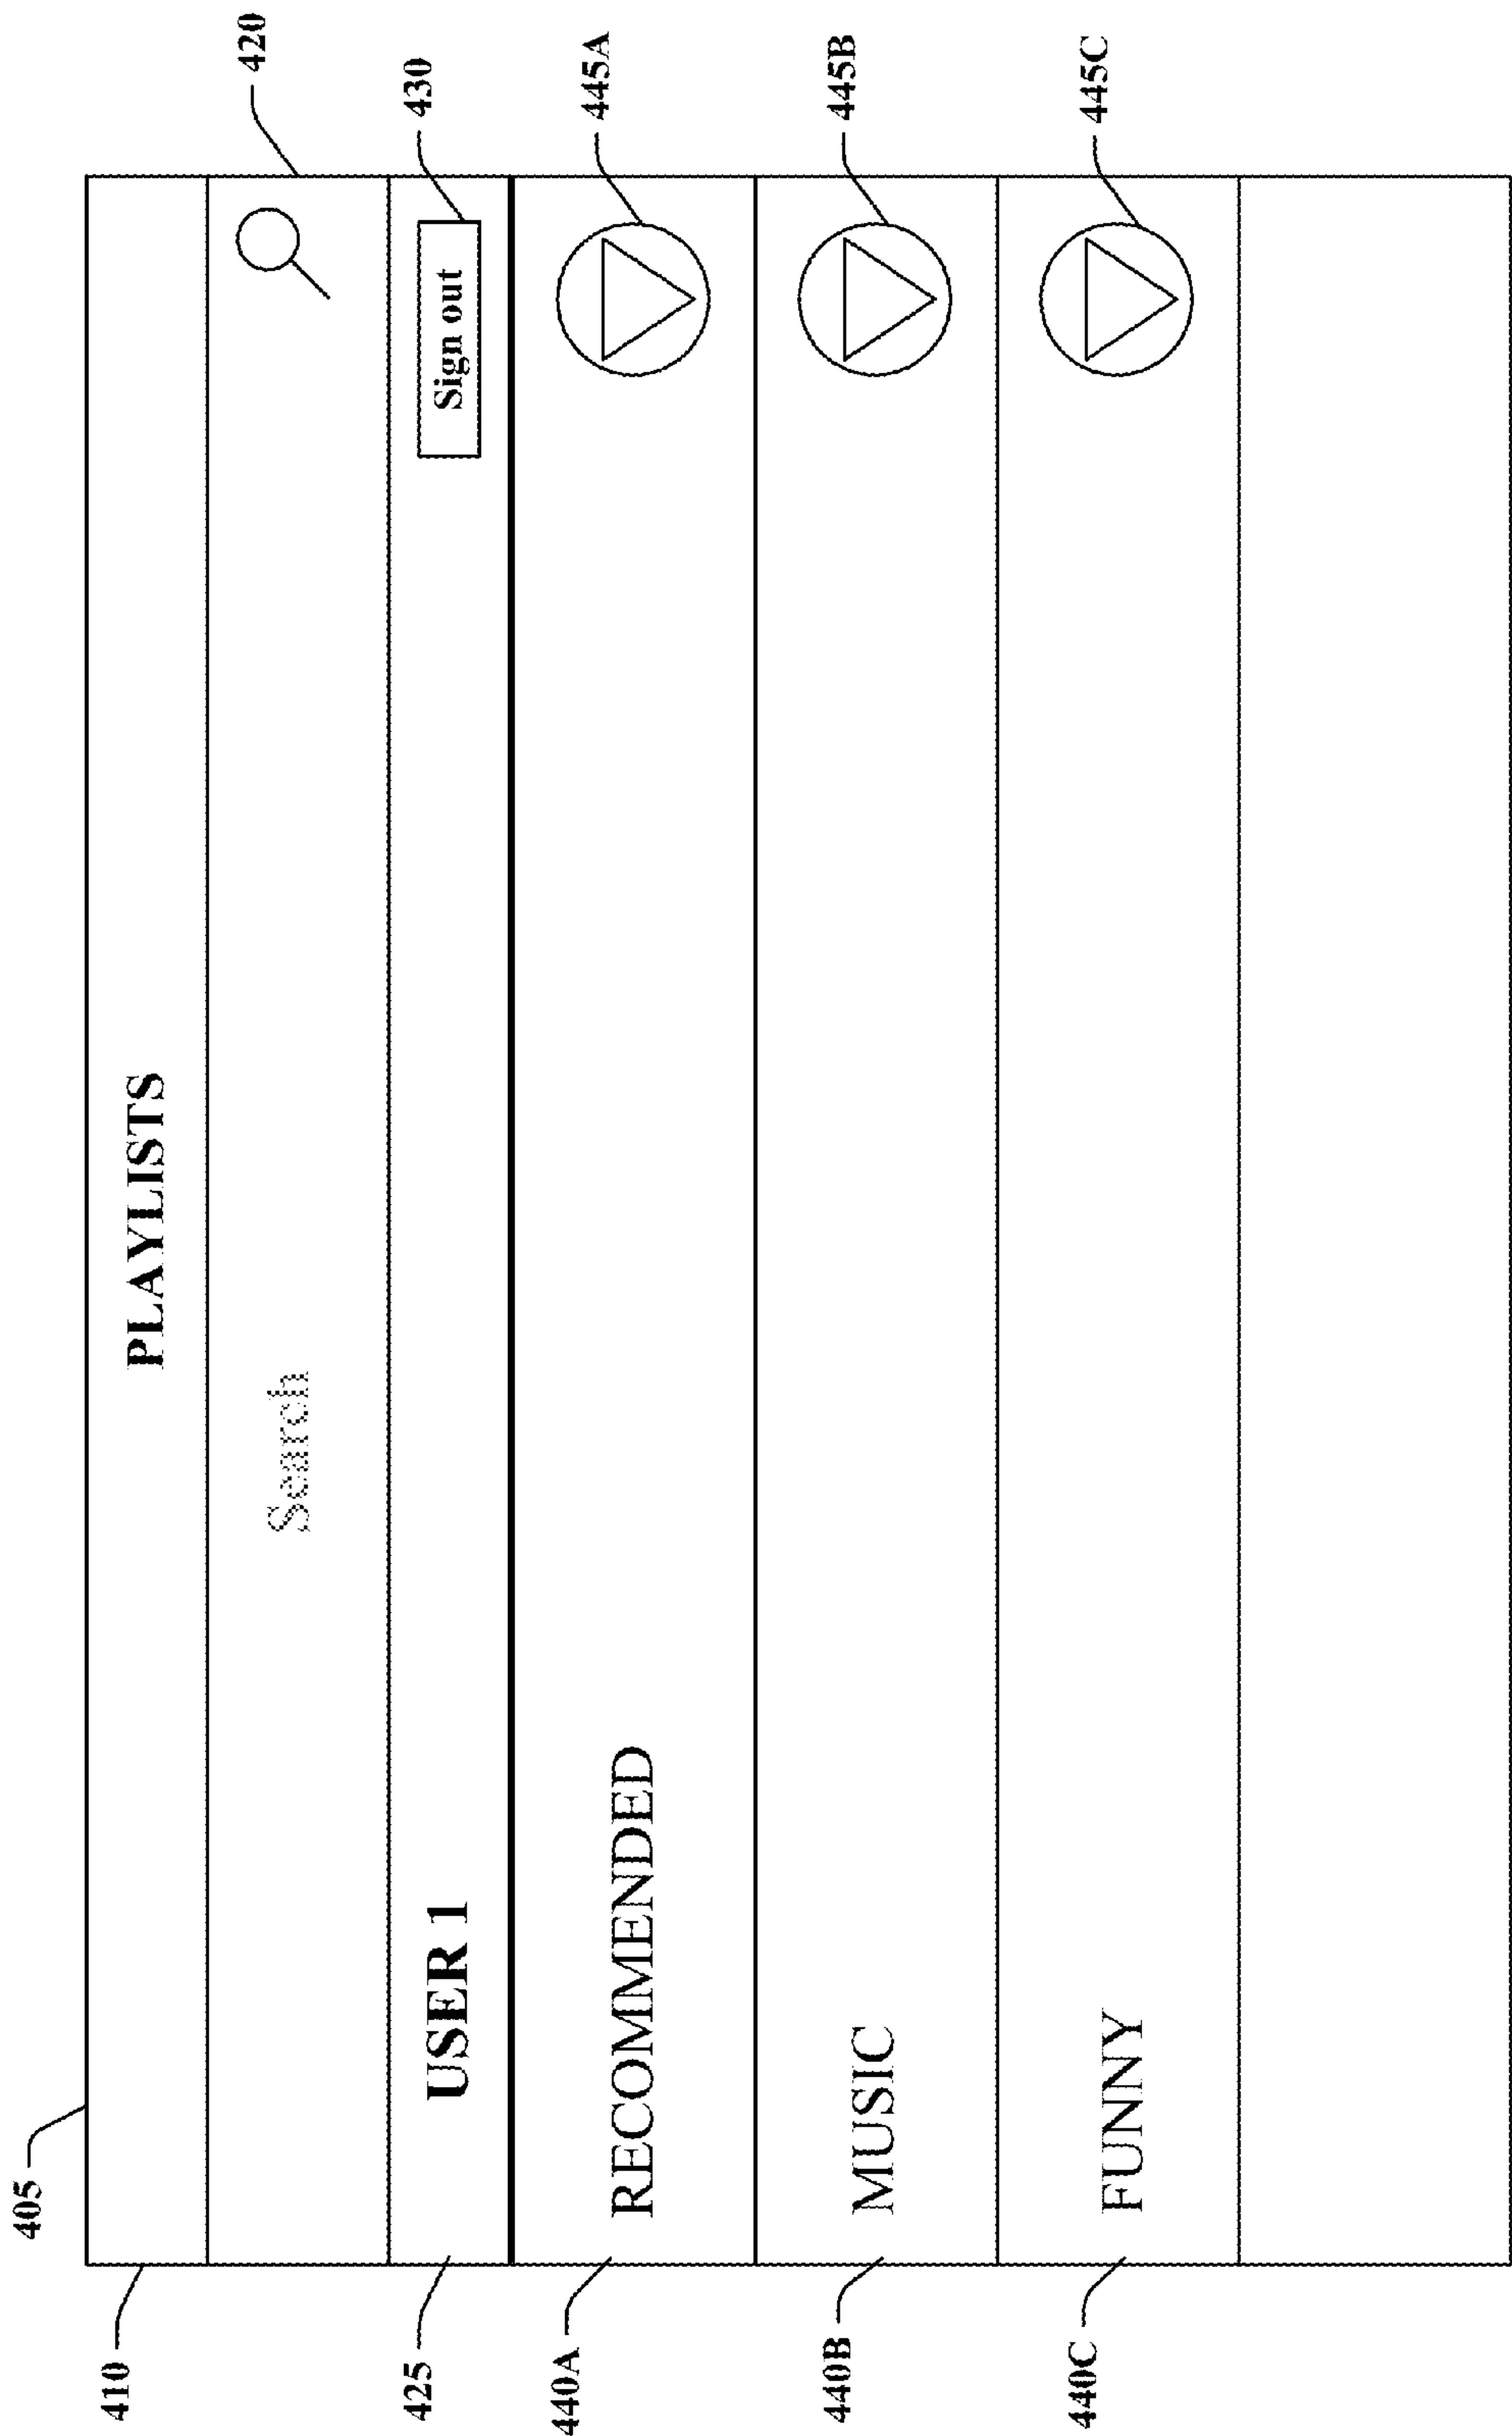 405
410
PLAYLISTS
Search
420
425
USER 1
Sign out
430
440A
RECOMMENDED
445A
440B
MUSIC
445B
440C
FUNNY
445C